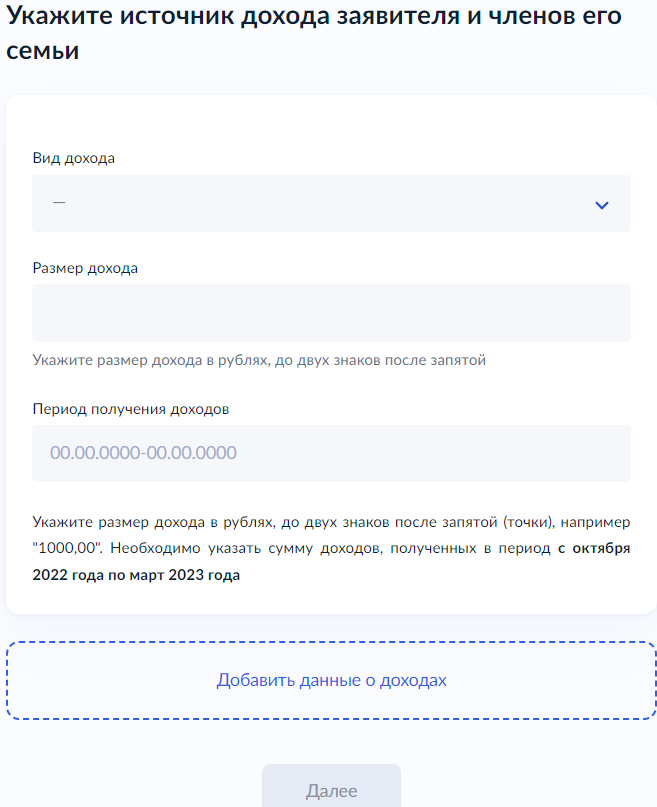 Укажите источник дохода заявителя и членов его
семьи
Вид дохода
—
Размер дохода
Укажите размер дохода в рублях, до двух знаков после запятой
Период получения доходов
00.00.0000-00.00.0000
Укажите размер дохода в рублях, до двух знаков после запятой (точки), например
"1000,00". Необходимо указать сумму доходов, полученных в период с октября
2022 года по март 2023 года
Добавить данные о доходах
Далее